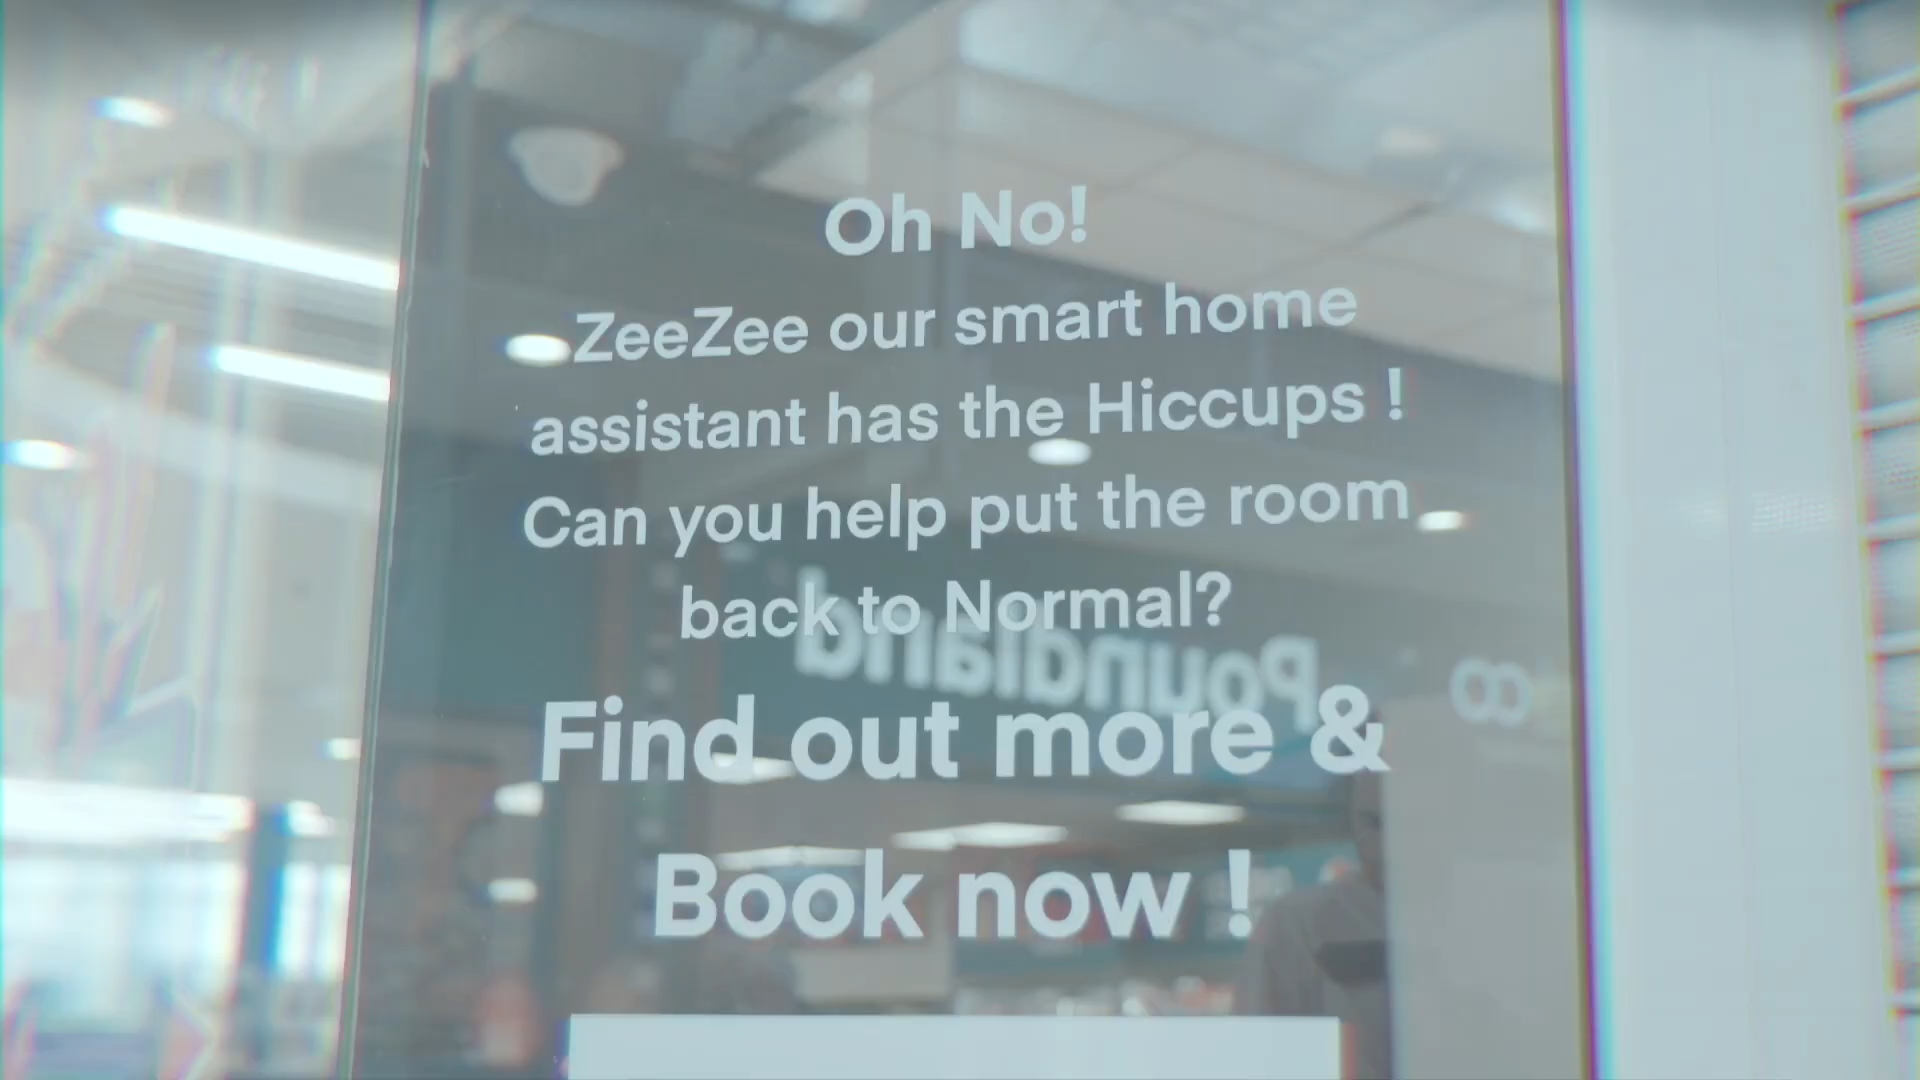 Oh No!
ZeeZee our smart home
assistant has the Hiccups !
Can you help put the room
back to Normal?
Poundland
Find out more &
Book now !